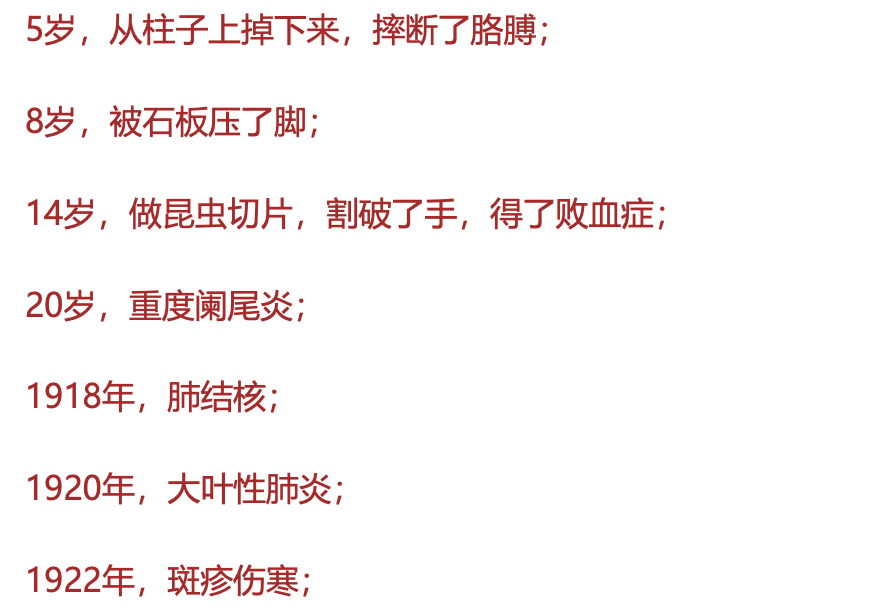 5岁，从柱子上掉下来，摔断了胳膊；
8岁，被石板压了脚；
14岁，做昆虫切片，割破了手，得了败血症；
20岁，重度阑尾炎；
1918年，肺结核；
1920年，大叶性肺炎；
1922年，斑疹伤寒；